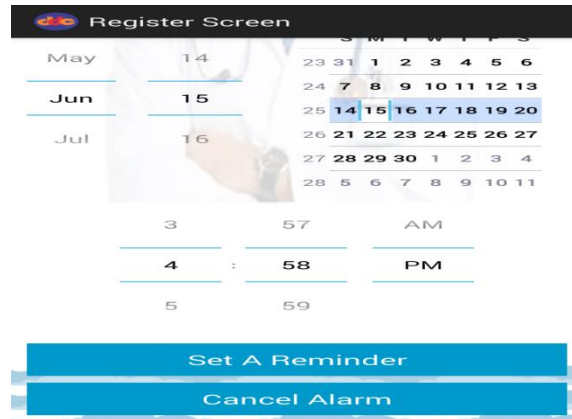 cmc Register Screen
S M T W T F S
May 14 23 31 1 2 3 4 5 6
24 7 8 9 10 11 12 13
Jun 15
25 14 15 16 17 18 19 20
Jul 16 26 21 22 23 24 25 26 27
27 28 29 30 1 2 3 4
28 5 6 7 8 9 10 11
3 57 AM
4 : 58 PM
5 59
Set A Reminder
Cancel Alarm